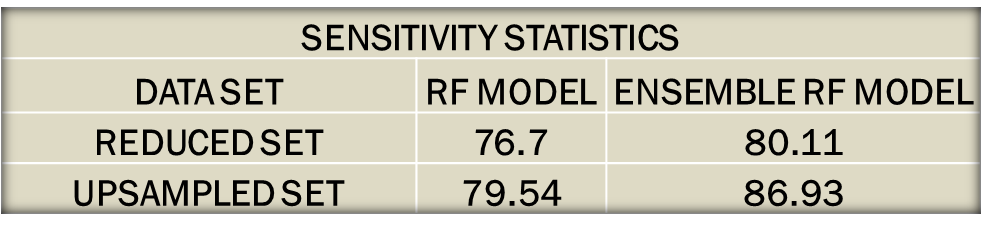 SENSITIVITY STATISTICS
DATA SET RF MODEL ENSEMBLE RF MODEL
REDUCED SET 76.7 80.11
UPSAMPLED SET 79.54 86.93